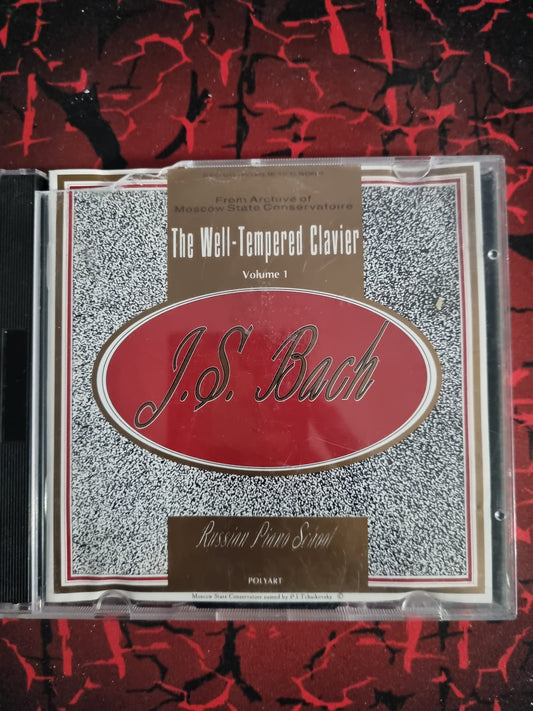 From Archive of
Moscow State Conservatoire
The Well-Tempered Clavier
Volume 1
J.S. Bach
Russian Piano School
POLYART
Moscow State Conservatoire named by P.I. Tchaikovsky ©